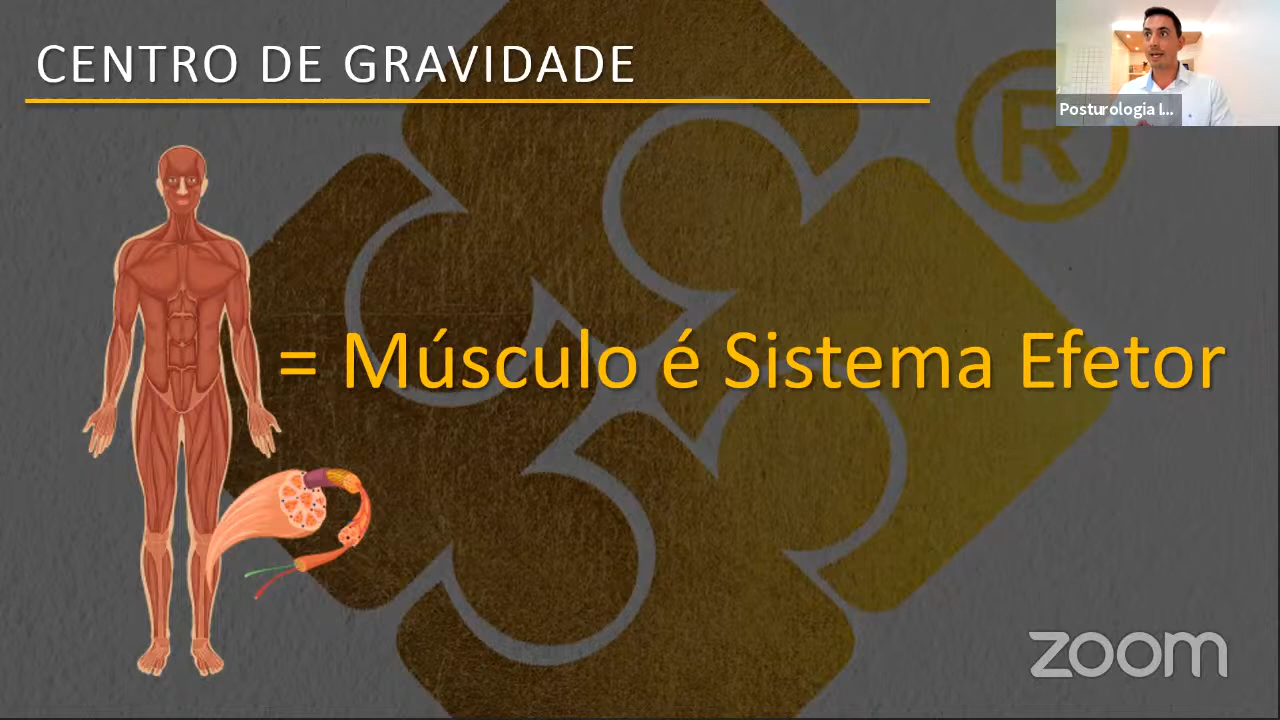 CENTRO DE GRAVIDADE
®
Posturologia I...
= Músculo é Sistema Efetor
zoom